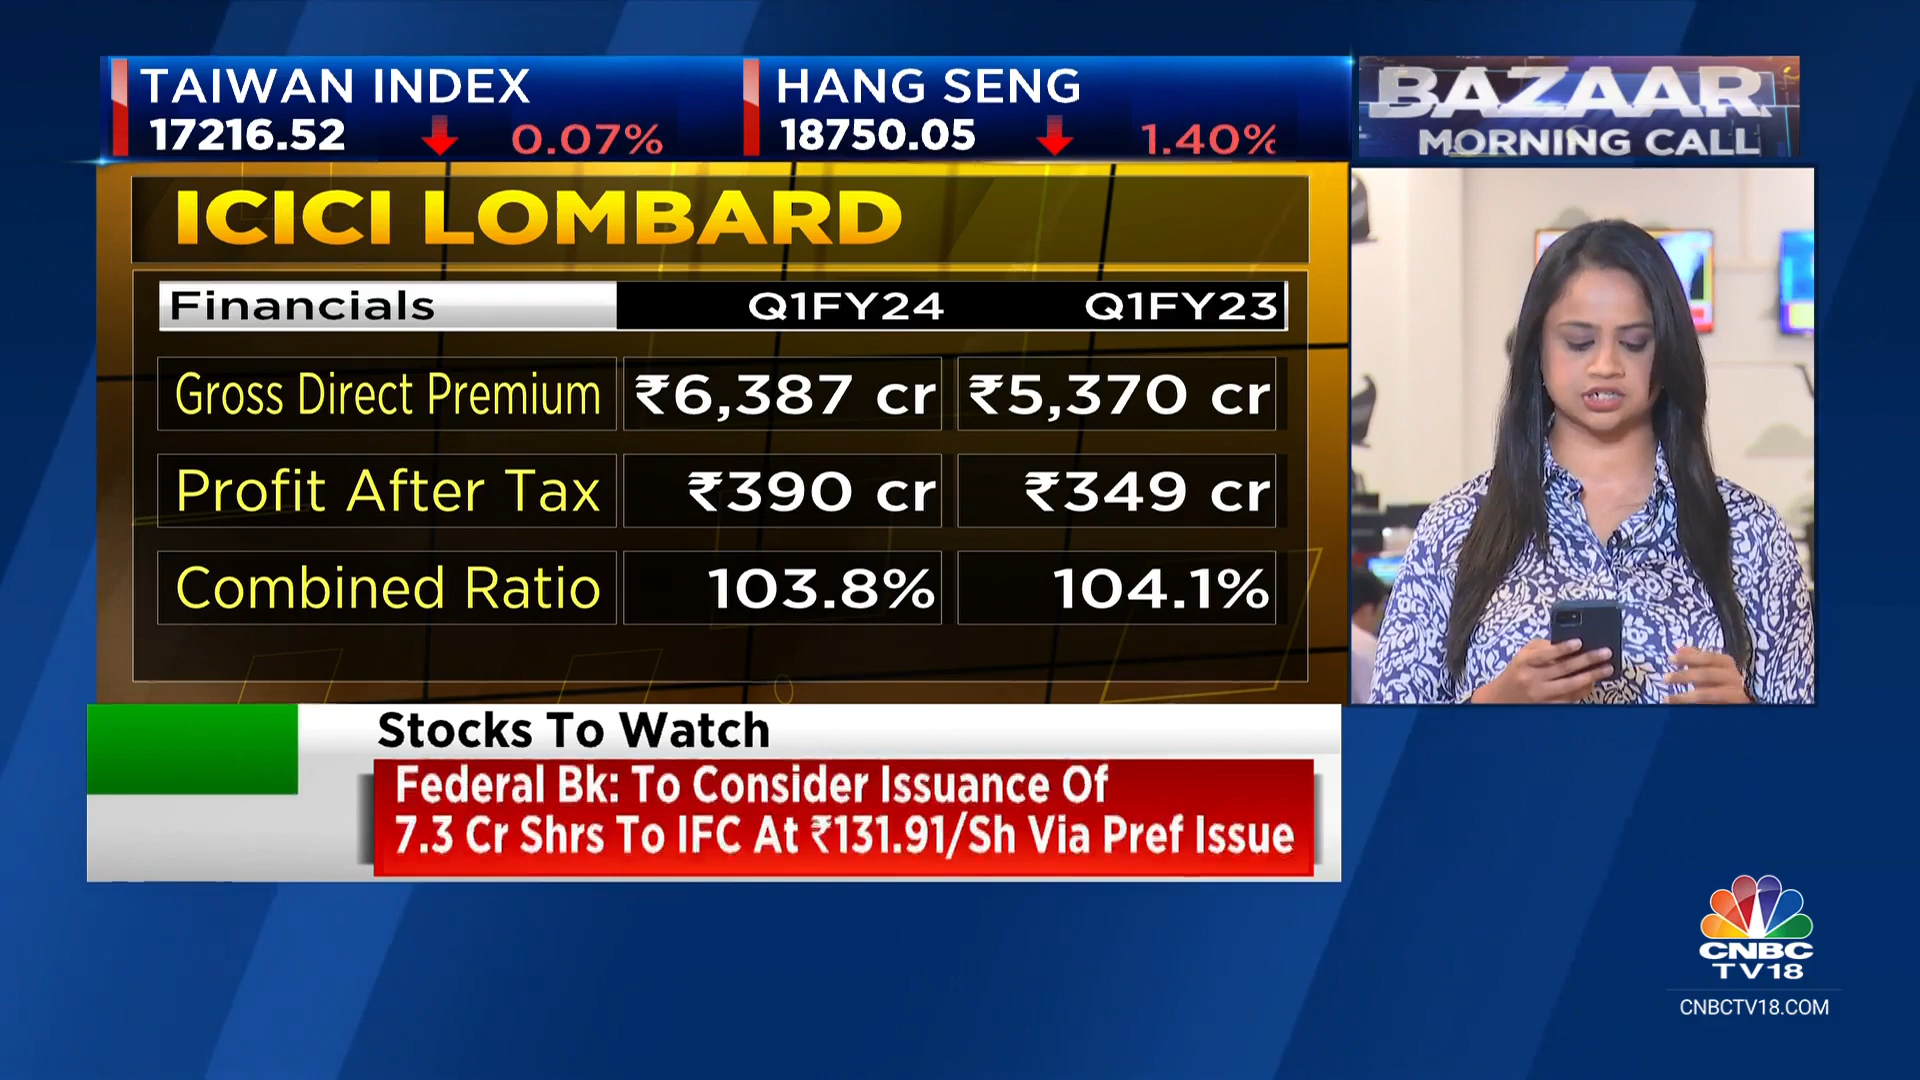 TAIWAN INDEX
17216.52 0.07%
HANG SENG
18750.05 1.40%
BAZAAR
MORNING CALL
ICICI LOMBARD
Financials Q1FY24 Q1FY23
Gross Direct Premium ₹6,387 cr ₹5,370 cr
Profit After Tax ₹390 cr ₹349 cr
Combined Ratio 103.8% 104.1%
Stocks To Watch
Federal Bk: To Consider Issuance Of
7.3 Cr Shrs To IFC At ₹131.91/Sh Via Pref Issue
CNBC
TV18
CNBCTV18.COM